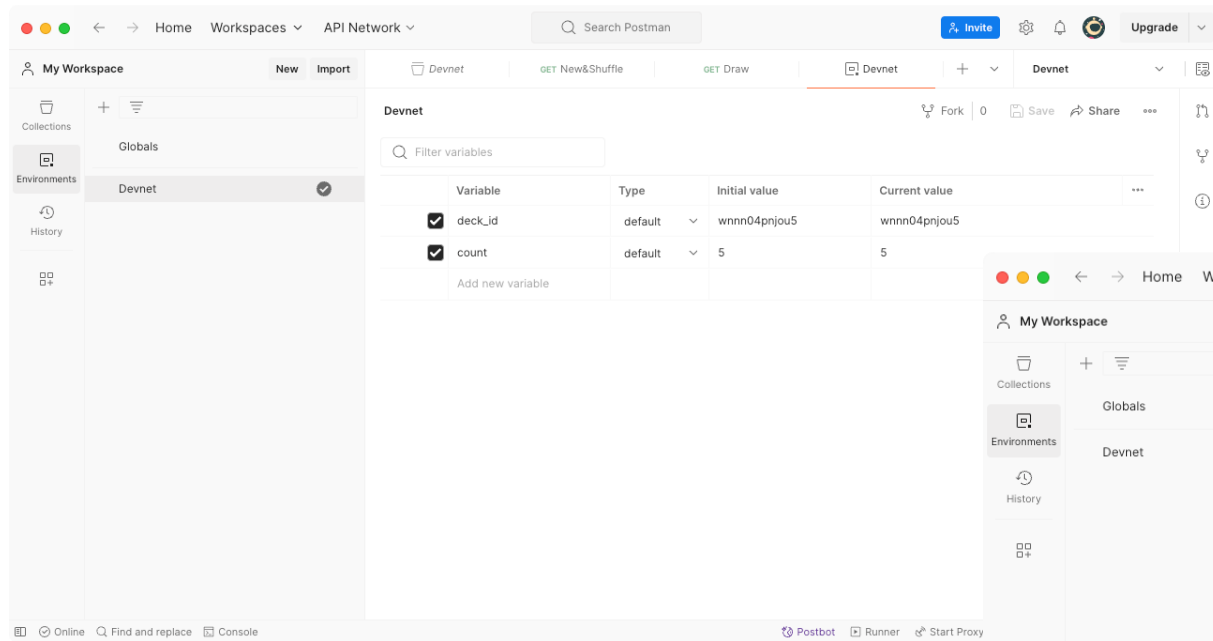 Home Workspaces API Network Search Postman Invite Upgrade
My Workspace New Import Devnet GET New&Shuffle GET Draw Devnet Devnet
Collections
Environments
History
Globals
Devnet
Devnet Fork 0 Save Share
Filter variables
Variable Type Initial value Current value
deck_id default wnnn04pnjou5 wnnn04pnjou5
count default 5 5
Add new variable
Home W
My Workspace
Collections
Environments
History
Globals
Devnet
Online Find and replace Console Postbot Runner Start Proxy